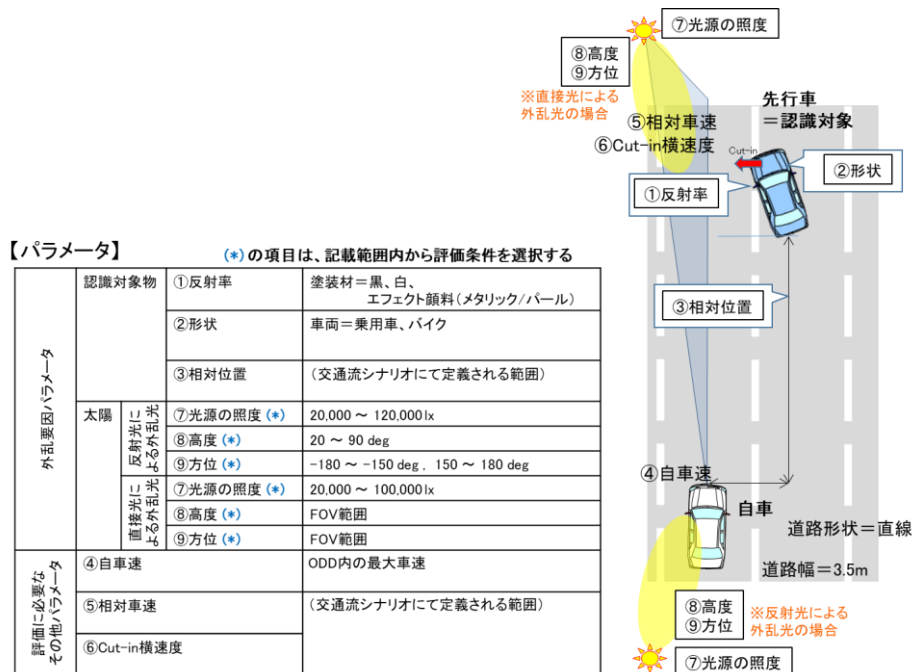 ⑦光源の照度
⑧高度
⑨方位
※直接光による
外乱光の場合
先行車
=認識対象
⑤相対車速
⑥Cut-in横速度
Cut-in
②形状
①反射率
③相対位置
④自車速
自車
道路形状=直線
道路幅=3.5m
⑧高度
⑨方位
※反射光による
外乱光の場合
⑦光源の照度
【パラメータ】
(*)の項目は、記載範囲内から評価条件を選択する
外乱要因パラメータ
認識対象物
①反射率
塗装材=黒、白、
エフェクト顔料(メタリック/パール)
②形状
車両=乗用車、バイク
③相対位置
(交通流シナリオにて定義される範囲)
太陽
反射光に
よる外乱光
⑦光源の照度(*)
20,000 ~ 120,000lx
⑧高度(*)
20 ~ 90 deg
⑨方位(*)
-180 ~ -150 deg , 150 ~ 180 deg
直接光に
よる外乱光
⑦光源の照度(*)
20,000 ~ 100,000lx
⑧高度(*)
FOV範囲
⑨方位(*)
FOV範囲
評価に必要な
その他パラメータ
④自車速
ODD内の最大車速
⑤相対車速
(交通流シナリオにて定義される範囲)
⑥Cut-in横速度